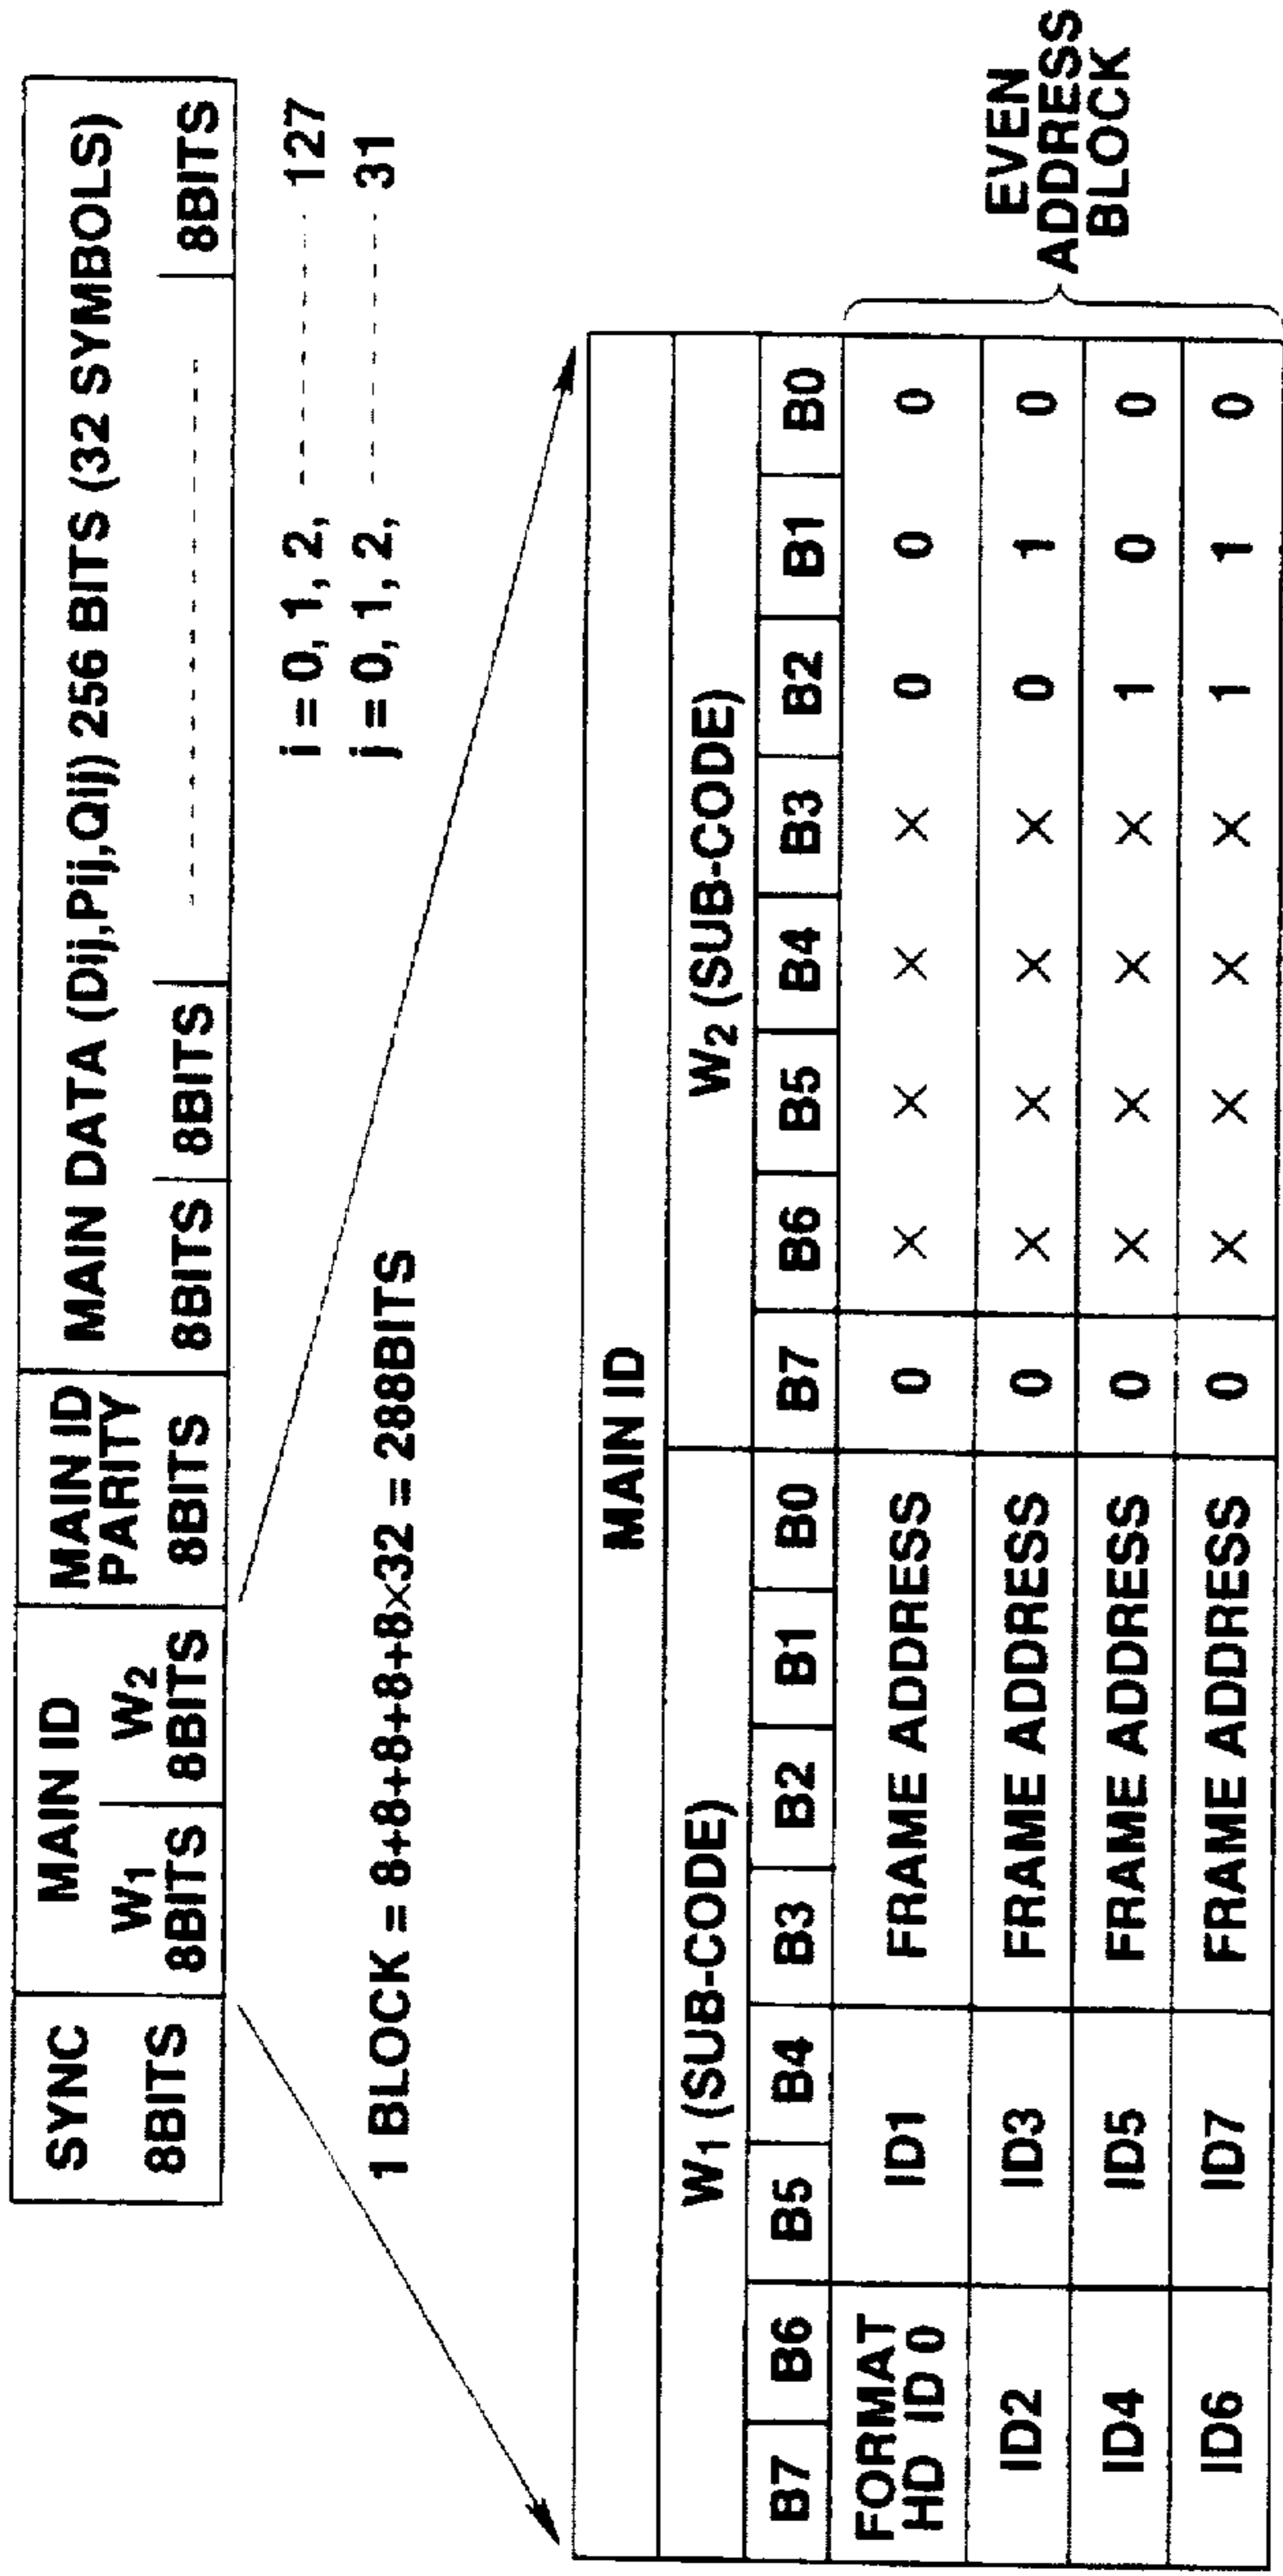 SYNC MAIN ID MAIN ID PARITY MAIN DATA (Dij,Pij,Qij) 256 BITS (32 SYMBOLS)
W1 W2
8BITS 8BITS 8BITS 8BITS 8BITS 8BITS 8BITS
i = 0, 1, 2, ------- 127
1 BLOCK = 8+8+8+8+8×32 = 288BITS j = 0, 1, 2, ------- 31
MAIN ID
W1 (SUB-CODE) W2 (SUB-CODE)
B7 B6 B5 B4 B3 B2 B1 B0 B7 B6 B5 B4 B3 B2 B1 B0
FORMAT HD ID 0 ID1 FRAME ADDRESS 0 × × × × 0 0 0
ID2 ID3 FRAME ADDRESS 0 × × × × 0 1 0
ID4 ID5 FRAME ADDRESS 0 × × × × 1 0 0
ID6 ID7 FRAME ADDRESS 0 × × × × 1 1 0
EVEN
ADDRESS
BLOCK